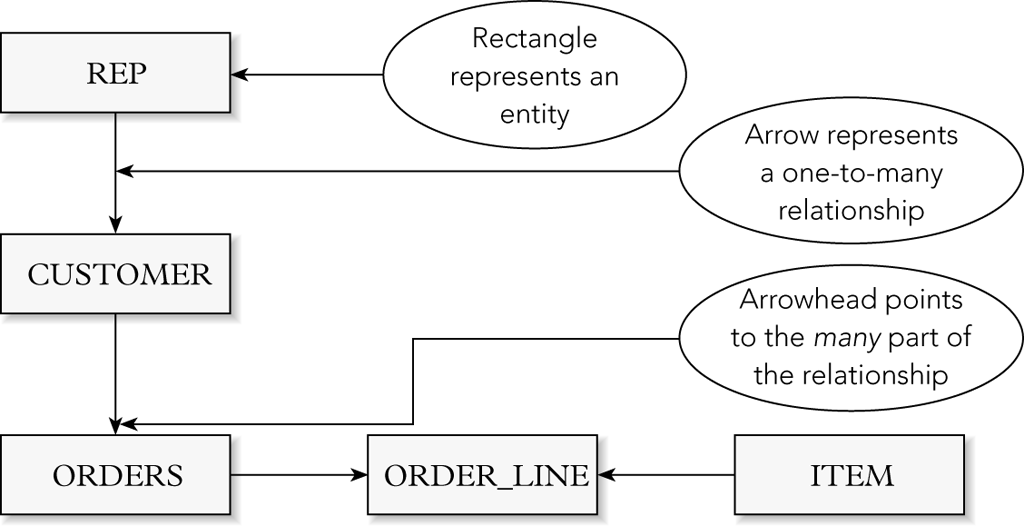 REP
Rectangle
represents an
entity
Arrow represents
a one-to-many
relationship
CUSTOMER
Arrowhead points
to the many part of
the relationship
ORDERS
ORDER_LINE
ITEM